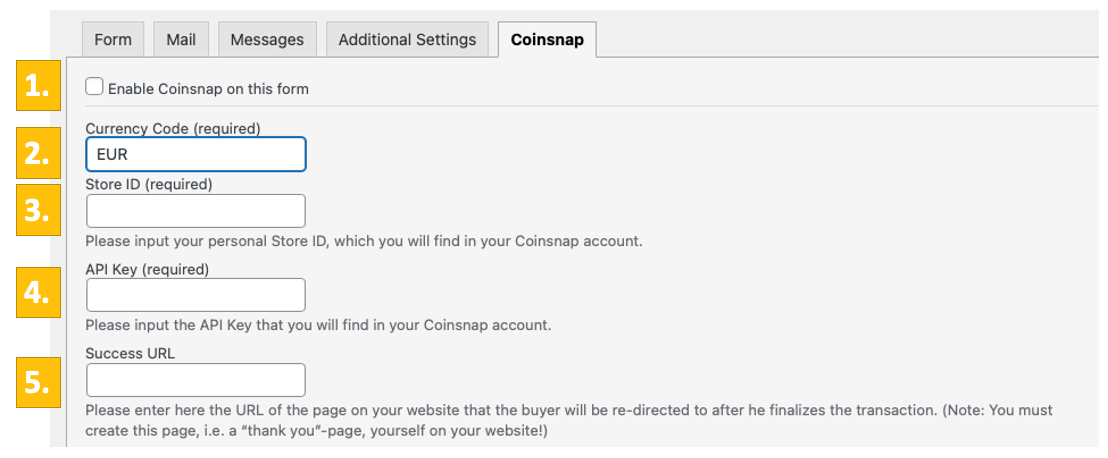 Form Mail Messages Additional Settings Coinsnap
1. Enable Coinsnap on this form
Currency Code (required)
2. EUR
Store ID (required)
3.
Please input your personal Store ID, which you will find in your Coinsnap account.
API Key (required)
4.
Please input the API Key that you will find in your Coinsnap account.
Success URL
5.
Please enter here the URL of the page on your website that the buyer will be re-directed to after he finalizes the transaction. (Note: You must
create this page, i.e. a “thank you”-page, yourself on your website!)